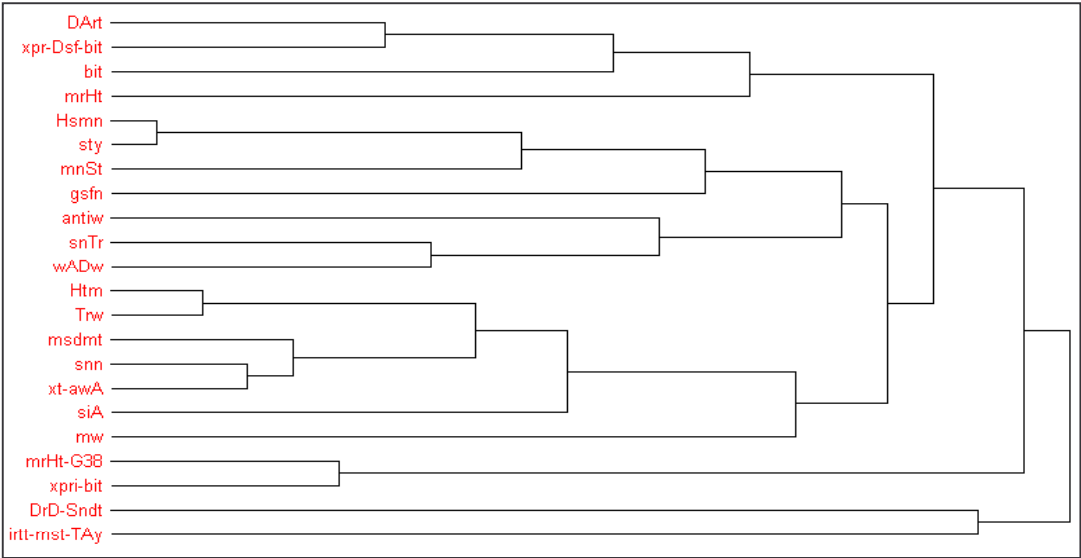 DArt
xpr-Dsf-bit
bit
mrHt
Hsmn
sty
mnSt
gsfn
antiw
snTr
wADw
Htm
Trw
msdmt
snn
xt-awA
siA
mw
mrHt-G38
xpri-bit
DrD-Sndt
irtt-mst-TAy